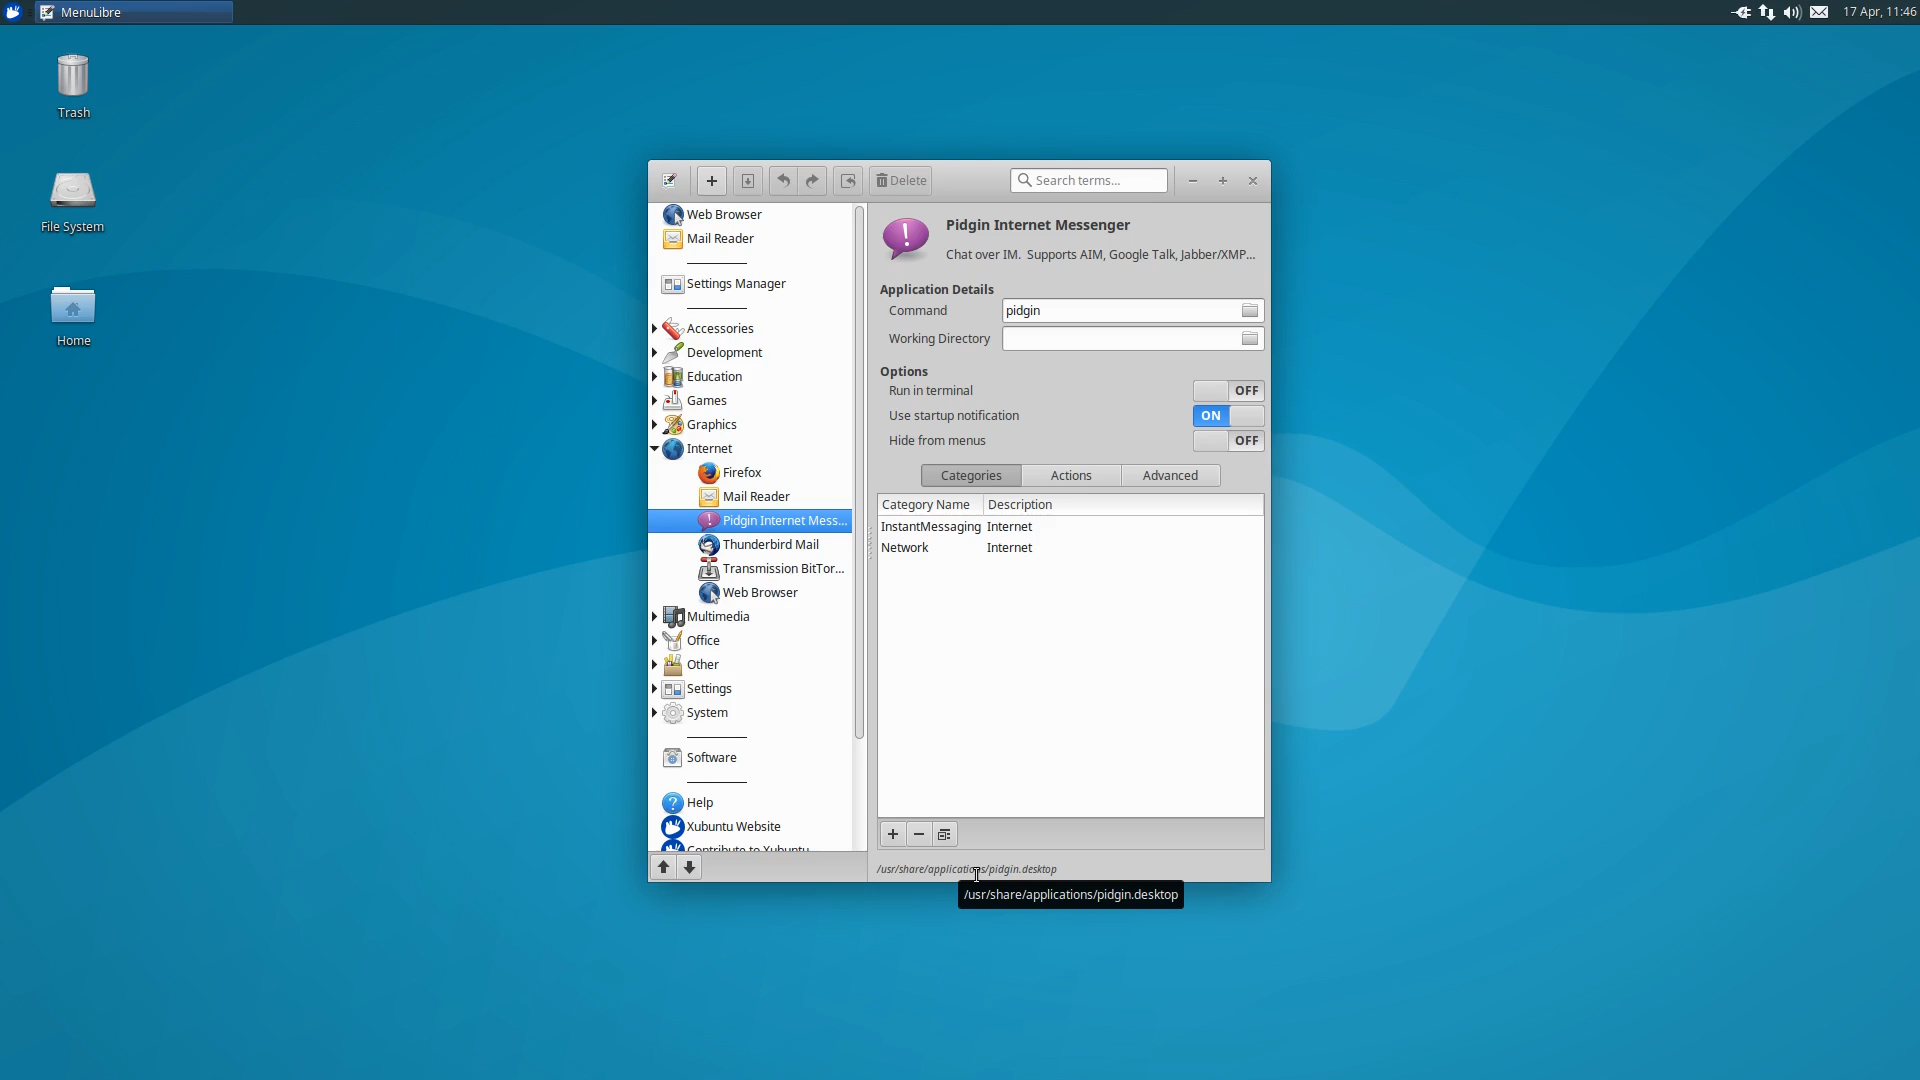 MenuLibre
17 Apr, 11:46
Trash
File System
Home
Delete
Search terms...
Web Browser
Mail Reader
Settings Manager
Accessories
Development
Education
Games
Graphics
Internet
Firefox
Mail Reader
Pidgin Internet Mess...
Thunderbird Mail
Transmission BitTor...
Web Browser
Multimedia
Office
Other
Settings
System
Software
Help
Xubuntu Website
Contribute to Xubuntu
Pidgin Internet Messenger
Chat over IM. Supports AIM, Google Talk, Jabber/XMP...
Application Details
Command pidgin
Working Directory
Options
Run in terminal OFF
Use startup notification ON
Hide from menus OFF
Categories Actions Advanced
Category Name Description
InstantMessaging Internet
Network Internet
/usr/share/applications/pidgin.desktop
/usr/share/applications/pidgin.desktop